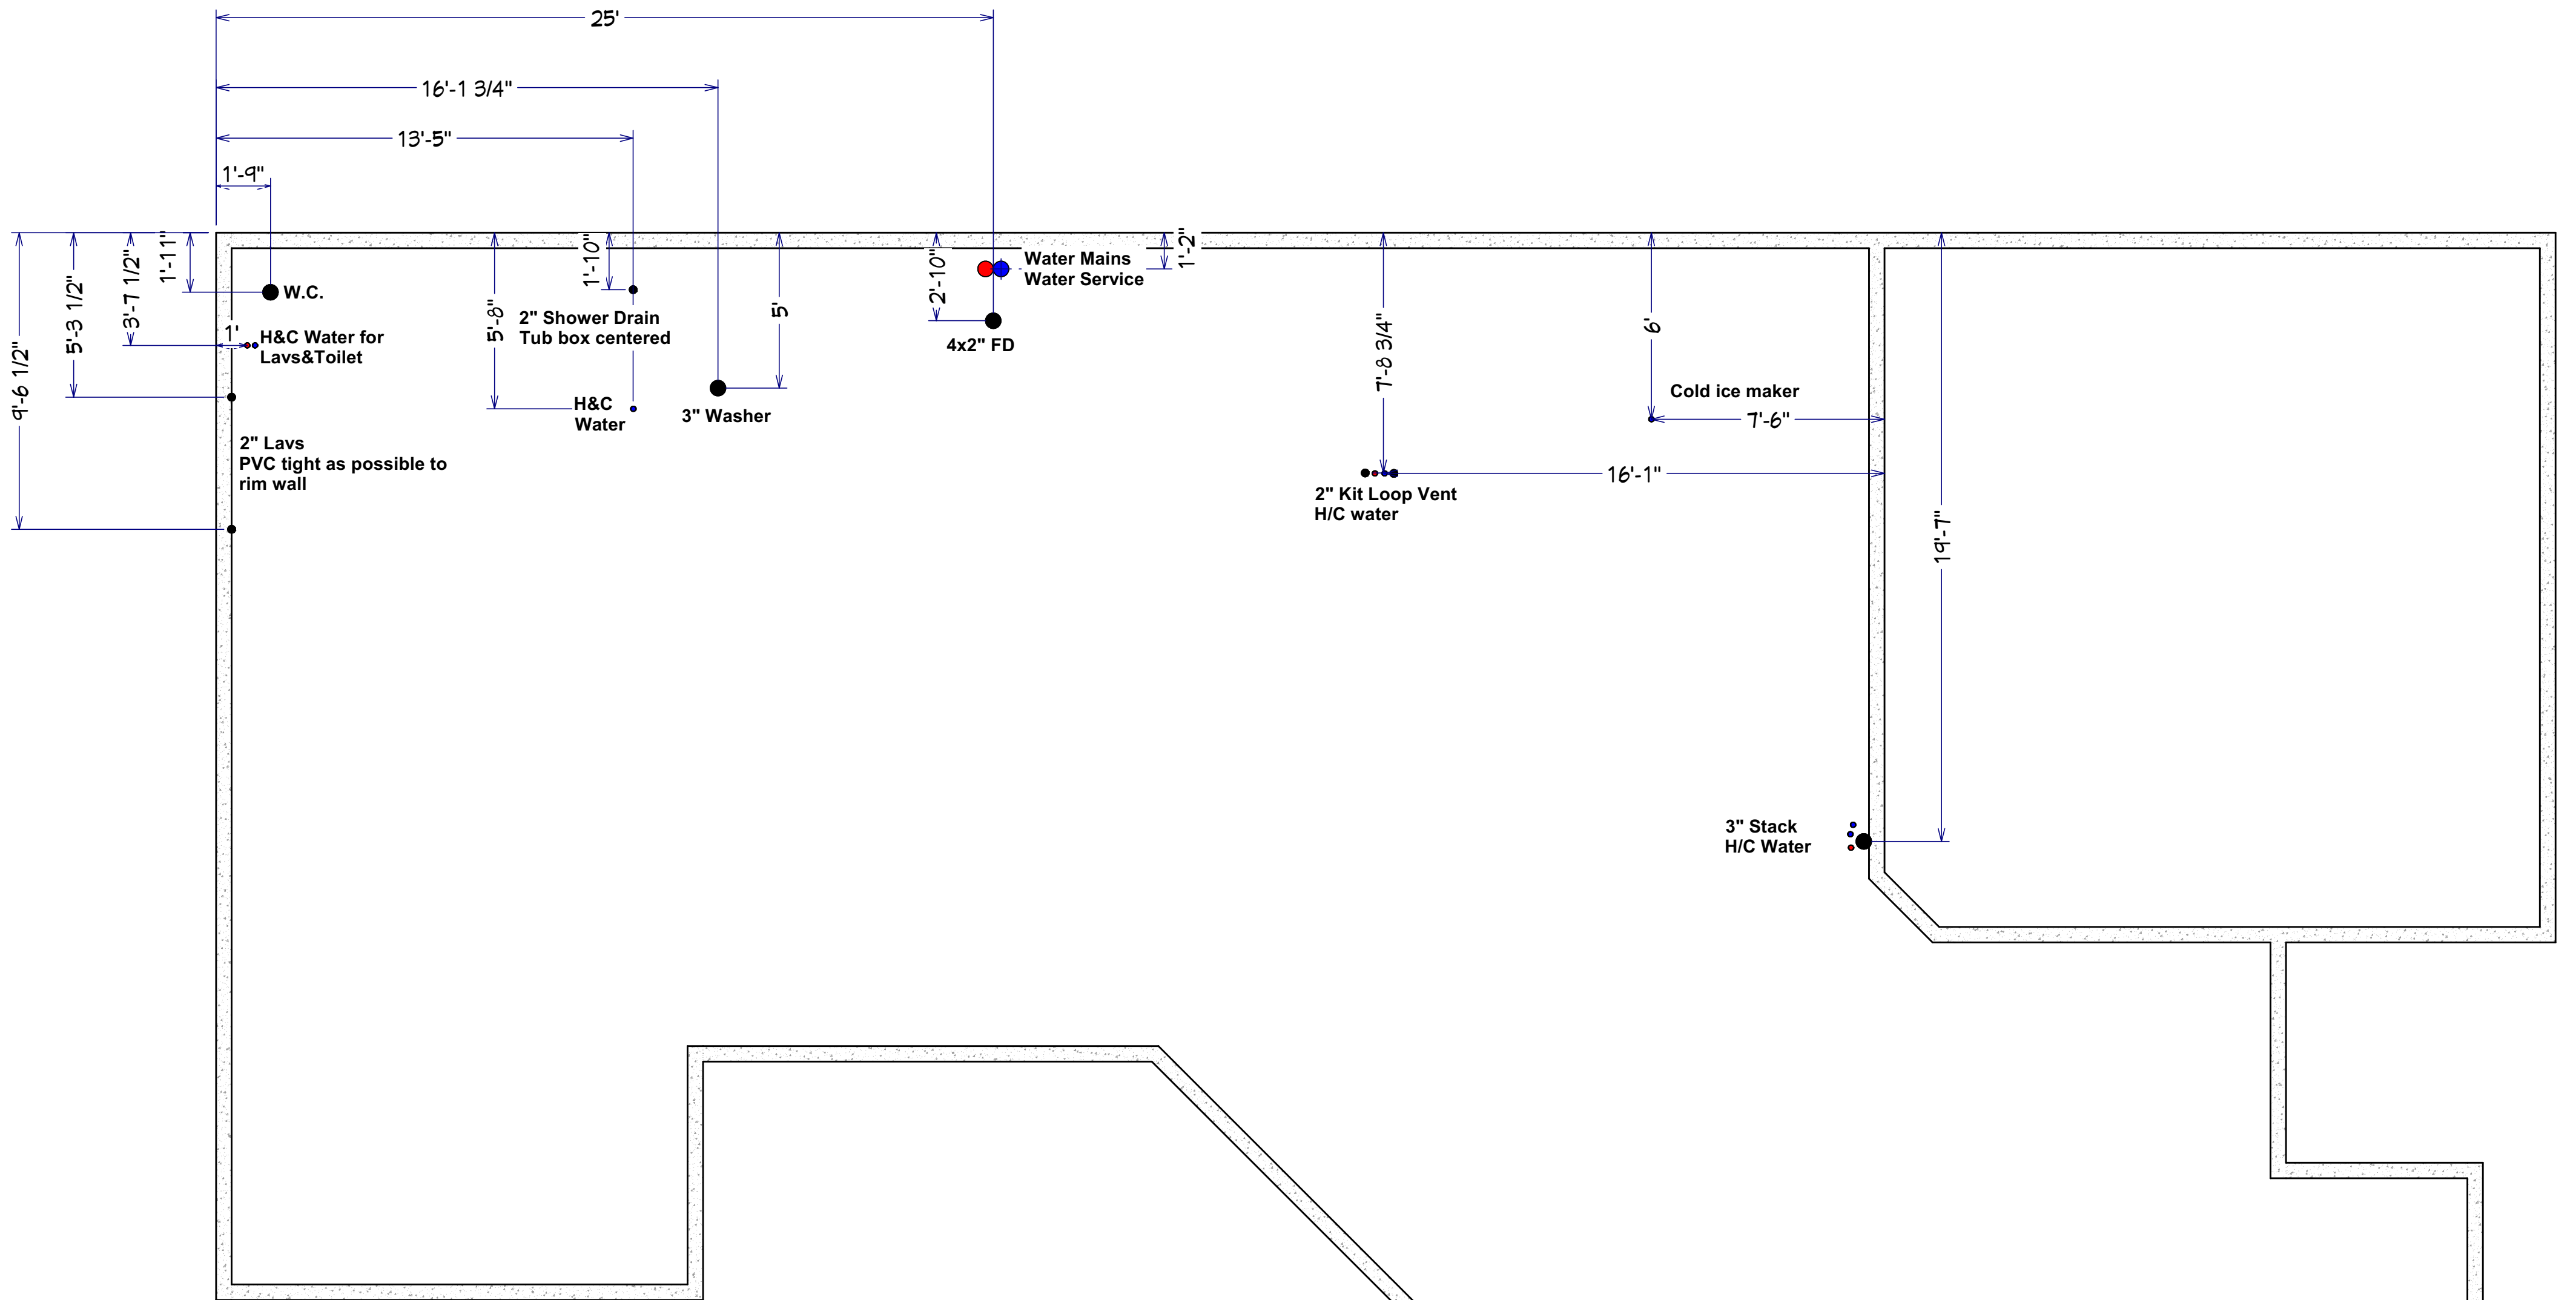 25'
16'-1 3/4"
13'-5"
1'-9"
1'-11"
3'-7 1/2"
5'-3 1/2"
9'-6 1/2"
W.C.
1'
H&C Water for
Lavs&Toilet
2" Lavs
PVC tight as possible to
rim wall
5'-8"
1'-10"
2" Shower Drain
Tub box centered
H&C
Water
5'
3" Washer
2'-10"
4x2" FD
Water Mains
Water Service
1'-2"
7'-8 3/4"
2" Kit Loop Vent
H/C water
16'-1"
6'
Cold ice maker
7'-6"
19'-7"
3" Stack
H/C Water